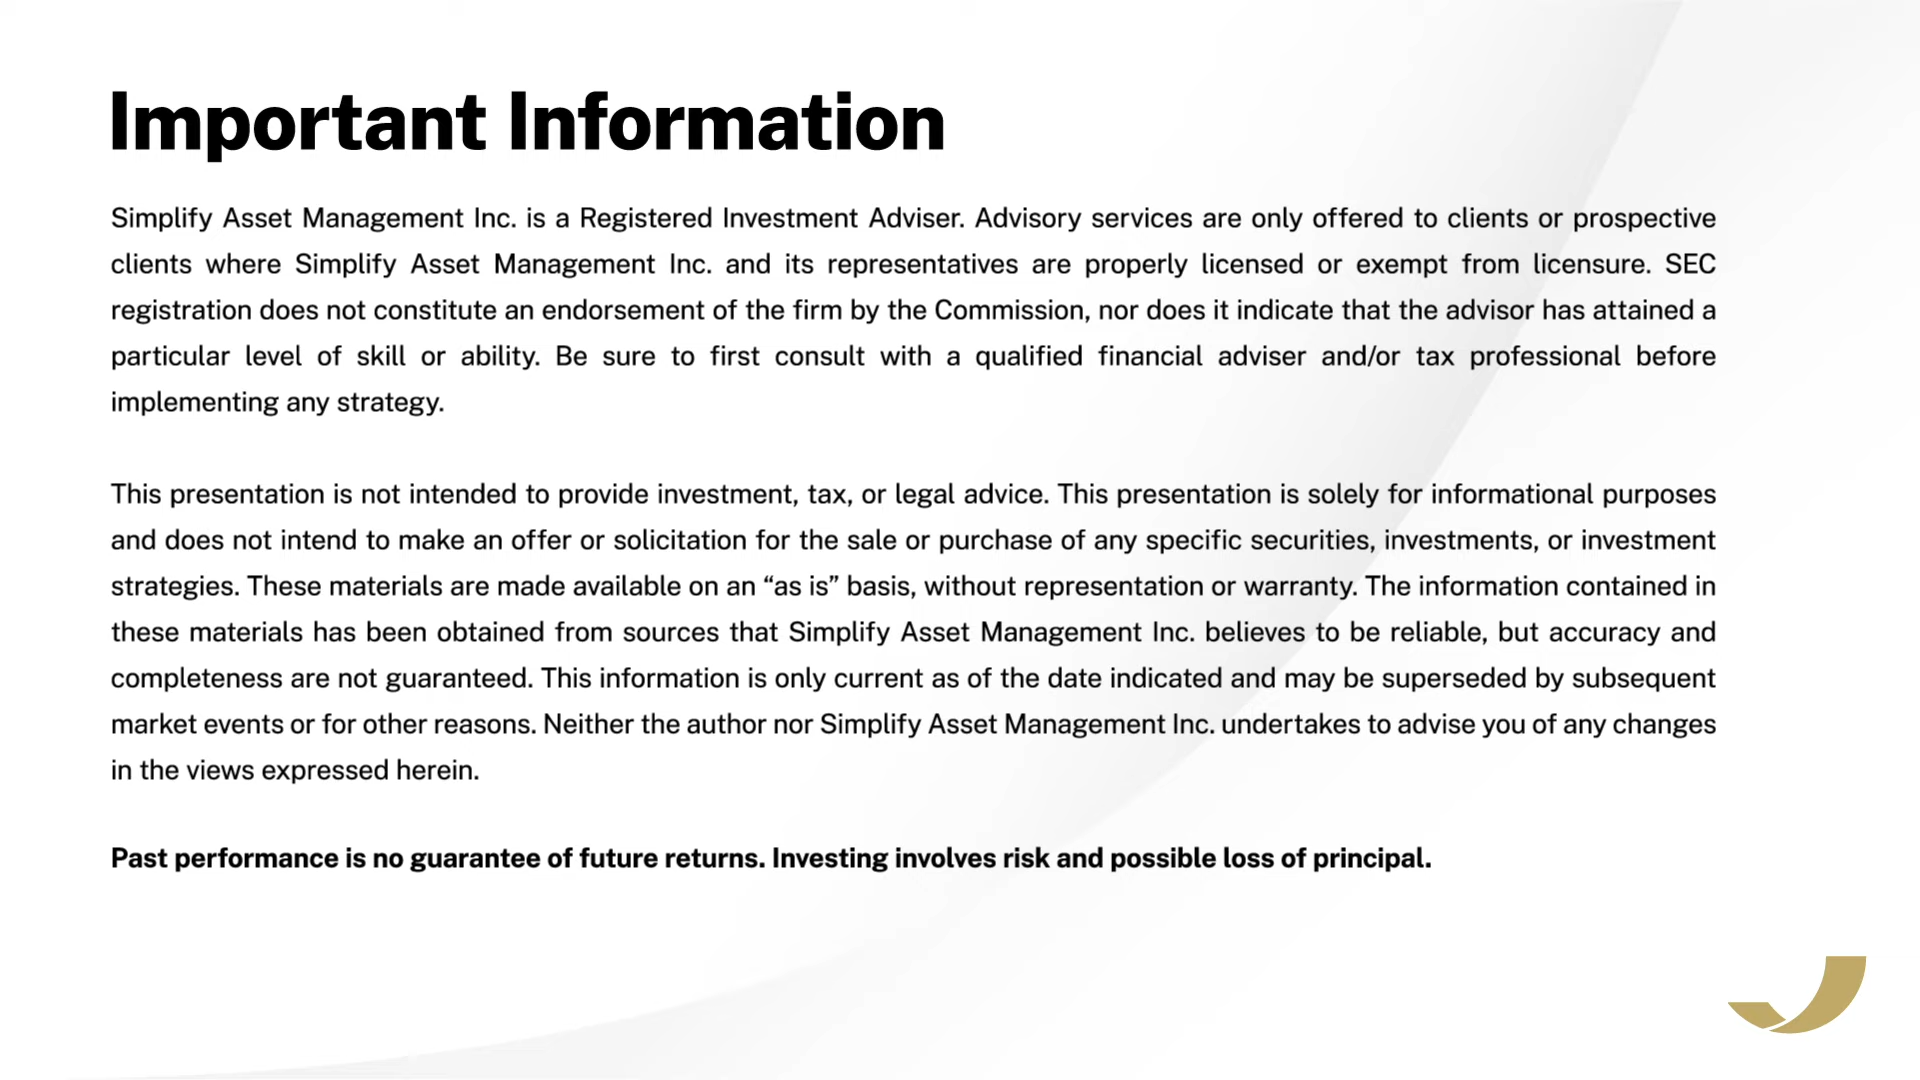 Important Information
Simplify Asset Management Inc. is a Registered Investment Adviser. Advisory services are only offered to clients or prospective
clients where Simplify Asset Management Inc. and its representatives are properly licensed or exempt from licensure. SEC
registration does not constitute an endorsement of the firm by the Commission, nor does it indicate that the advisor has attained a
particular level of skill or ability. Be sure to first consult with a qualified financial adviser and/or tax professional before
implementing any strategy.
This presentation is not intended to provide investment, tax, or legal advice. This presentation is solely for informational purposes
and does not intend to make an offer or solicitation for the sale or purchase of any specific securities, investments, or investment
strategies. These materials are made available on an “as is” basis, without representation or warranty. The information contained in
these materials has been obtained from sources that Simplify Asset Management Inc. believes to be reliable, but accuracy and
completeness are not guaranteed. This information is only current as of the date indicated and may be superseded by subsequent
market events or for other reasons. Neither the author nor Simplify Asset Management Inc. undertakes to advise you of any changes
in the views expressed herein.
Past performance is no guarantee of future returns. Investing involves risk and possible loss of principal.